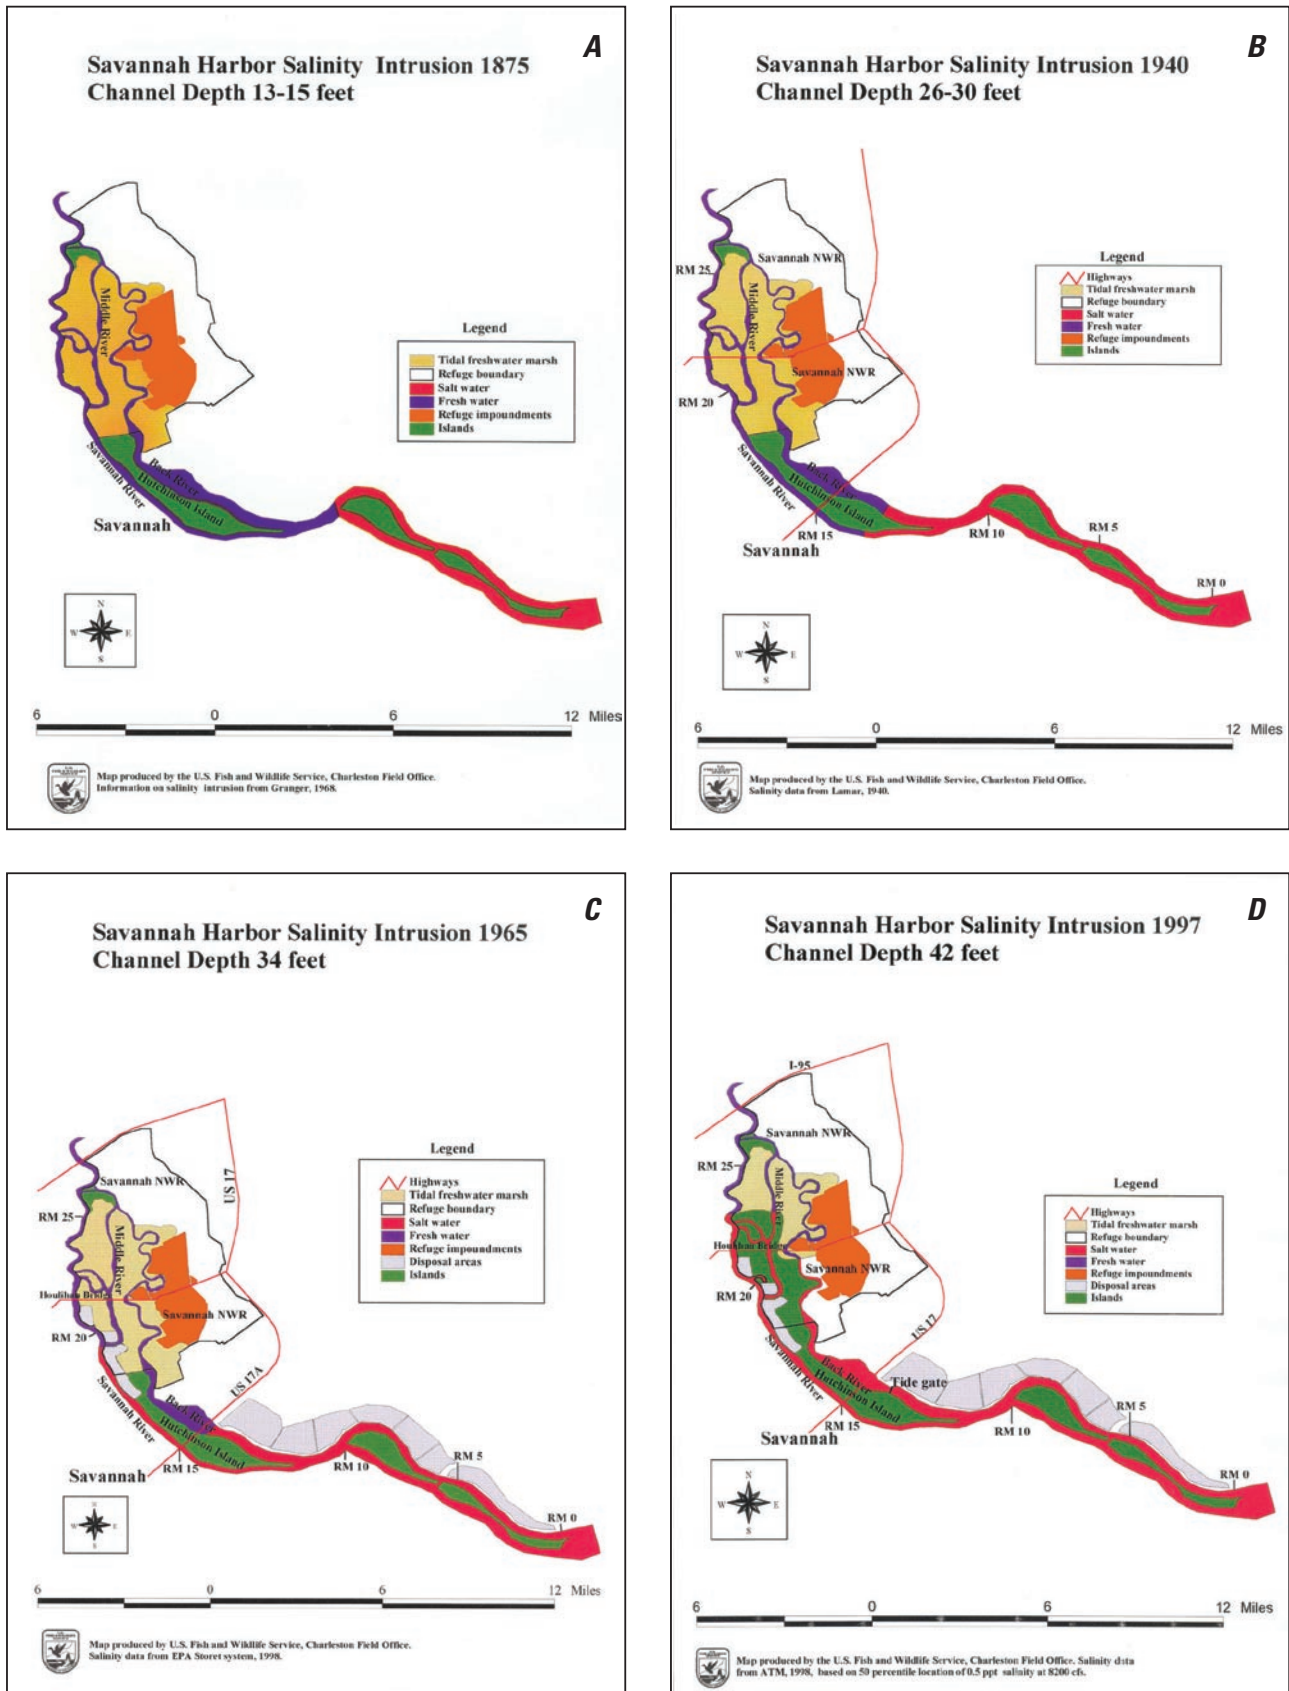 A
Savannah Harbor Salinity Intrusion 1875
Channel Depth 13-15 feet
Middle River
Legend
Tidal freshwater marsh
Refuge boundary
Salt water
Fresh water
Refuge impoundments
Islands
Back River
Hutchinson Island
Savannah River
Savannah
N
W E
S
6 0 6 12 Miles
Map produced by the U.S. Fish and Wildlife Service, Charleston Field Office.
Information on salinity intrusion from Granger, 1968.
B
Savannah Harbor Salinity Intrusion 1940
Channel Depth 26-30 feet
Savannah NWR
RM 25
Middle River
Legend
Highways
Tidal freshwater marsh
Refuge boundary
Salt water
Fresh water
Refuge impoundments
Islands
Savannah NWR
RM 20
Back River
Hutchinson Island
Savannah River
RM 15
Savannah
RM 10
RM 5
RM 0
N
W E
S
6 0 6 12 Miles
Map produced by the U.S. Fish and Wildlife Service, Charleston Field Office.
Salinity data from Lamar, 1940.
C
Savannah Harbor Salinity Intrusion 1965
Channel Depth 34 feet
Savannah NWR
US 17
RM 25
Middle River
Legend
Highways
Tidal freshwater marsh
Refuge boundary
Salt water
Fresh water
Refuge impoundments
Disposal areas
Islands
Houlihan Bridge
Savannah NWR
RM 20
US 17A
Back River
Hutchinson Island
Savannah River
Savannah
RM 15
RM 10
RM 5
RM 0
N
W E
S
6 0 6 12 Miles
Map produced by U.S. Fish and Wildlife Service, Charleston Field Office.
Salinity data from EPA Storet system, 1998.
D
Savannah Harbor Salinity Intrusion 1997
Channel Depth 42 feet
I-95
Savannah NWR
RM 25
Middle River
Legend
Highways
Tidal freshwater marsh
Refuge boundary
Salt water
Fresh water
Refuge impoundments
Disposal areas
Islands
Houlihan Bridge
Savannah NWR
RM 20
US 17
Back River
Tide gate
Hutchinson Island
Savannah River
RM 15
Savannah
RM 10
RM 5
RM 0
N
W E
S
6 0 6 12 Miles
Map produced by U.S. Fish and Wildlife Service, Charleston Field Office. Salinity data
from ATM, 1998, based on 50 percentile location of 0.5 ppt salinity at 8200 cfs.